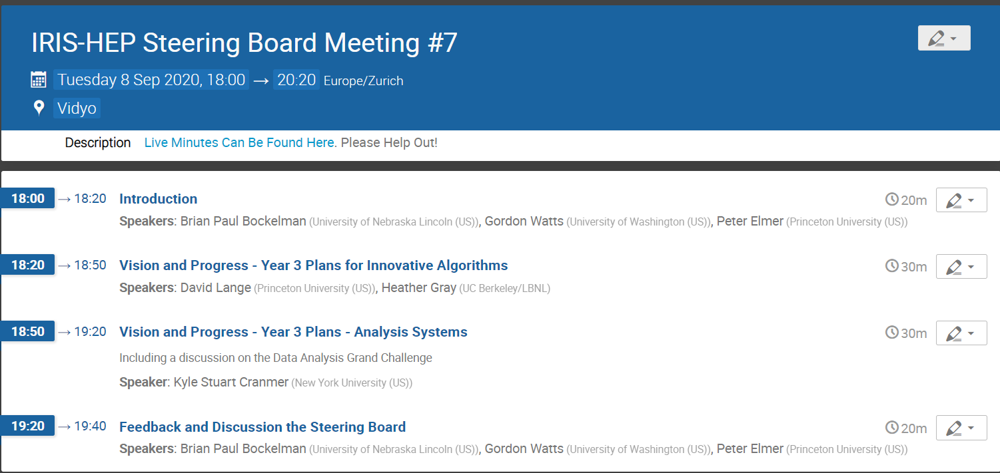 IRIS-HEP Steering Board Meeting #7
Tuesday 8 Sep 2020, 18:00 → 20:20 Europe/Zurich
Vidyo
Description Live Minutes Can Be Found Here. Please Help Out!
18:00 → 18:20 Introduction 20m
Speakers: Brian Paul Bockelman (University of Nebraska Lincoln (US)), Gordon Watts (University of Washington (US)), Peter Elmer (Princeton University (US))
18:20 → 18:50 Vision and Progress - Year 3 Plans for Innovative Algorithms 30m
Speakers: David Lange (Princeton University (US)), Heather Gray (UC Berkeley/LBNL)
18:50 → 19:20 Vision and Progress - Year 3 Plans - Analysis Systems 30m
Including a discussion on the Data Analysis Grand Challenge
Speaker: Kyle Stuart Cranmer (New York University (US))
19:20 → 19:40 Feedback and Discussion the Steering Board 20m
Speakers: Brian Paul Bockelman (University of Nebraska Lincoln (US)), Gordon Watts (University of Washington (US)), Peter Elmer (Princeton University (US))